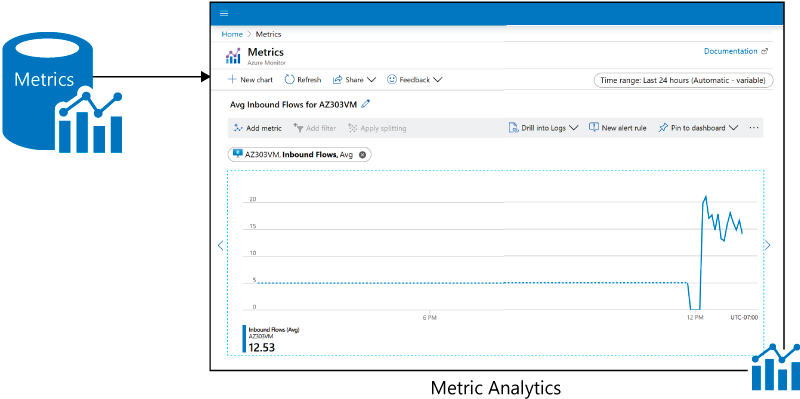 Metrics
Home > Metrics
Metrics
Azure Monitor
Documentation
New chart Refresh Share Feedback
Time range: Last 24 hours (Automatic - variable)
Avg Inbound Flows for AZ303VM
Add metric Add filter Apply splitting Drill into Logs New alert rule Pin to dashboard ...
AZ303VM, Inbound Flows, Avg
20
15
10
5
0
6 PM 12 PM UTC-07:00
Inbound Flows (Avg)
AZ303VM
12.53
Metric Analytics